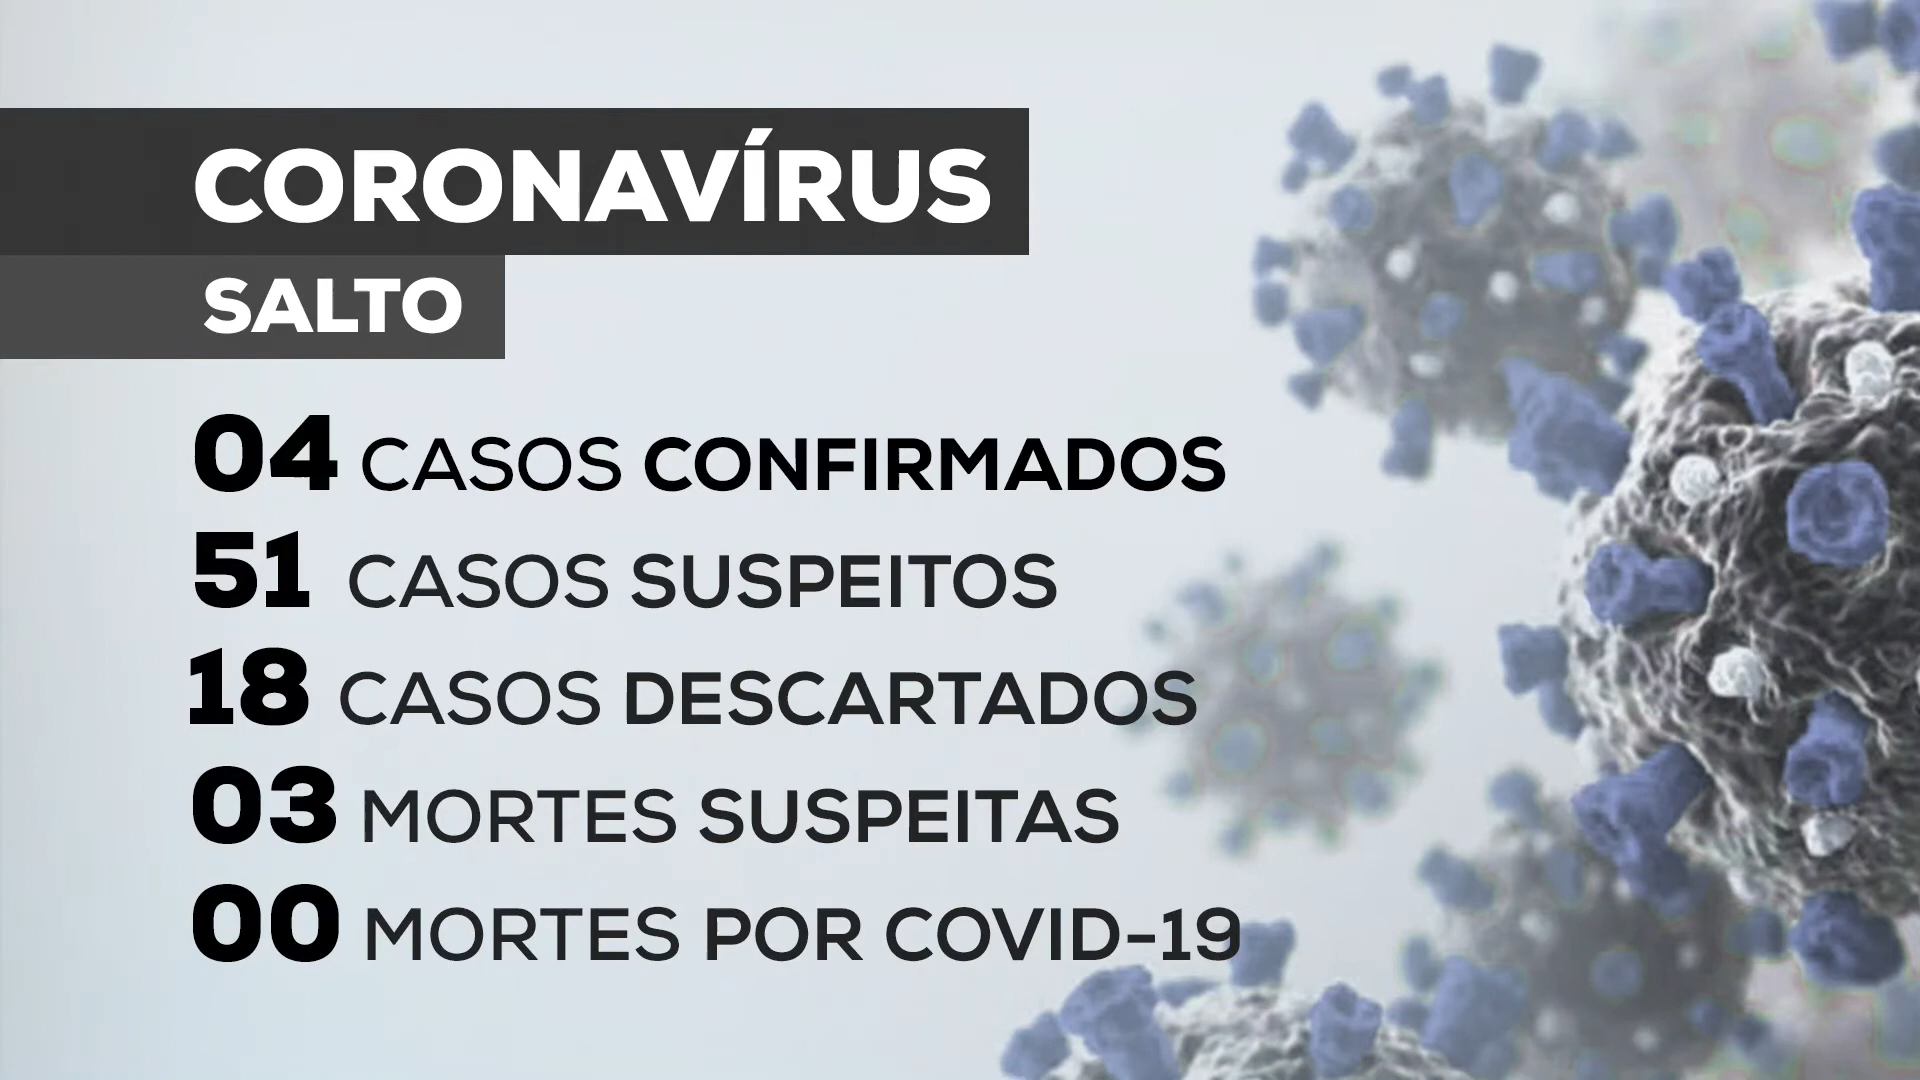 CORONAVÍRUS
SALTO
04 CASOS CONFIRMADOS
51 CASOS SUSPEITOS
18 CASOS DESCARTADOS
03 MORTES SUSPEITAS
00 MORTES POR COVID-19